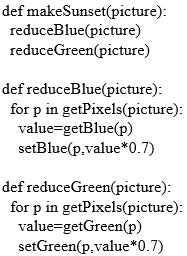 def makeSunset(picture):
  reduceBlue(picture)
  reduceGreen(picture)

def reduceBlue(picture):
  for p in getPixels(picture):
    value=getBlue(p)
    setBlue(p,value*0.7)

def reduceGreen(picture):
  for p in getPixels(picture):
    value=getGreen(p)
    setGreen(p,value*0.7)